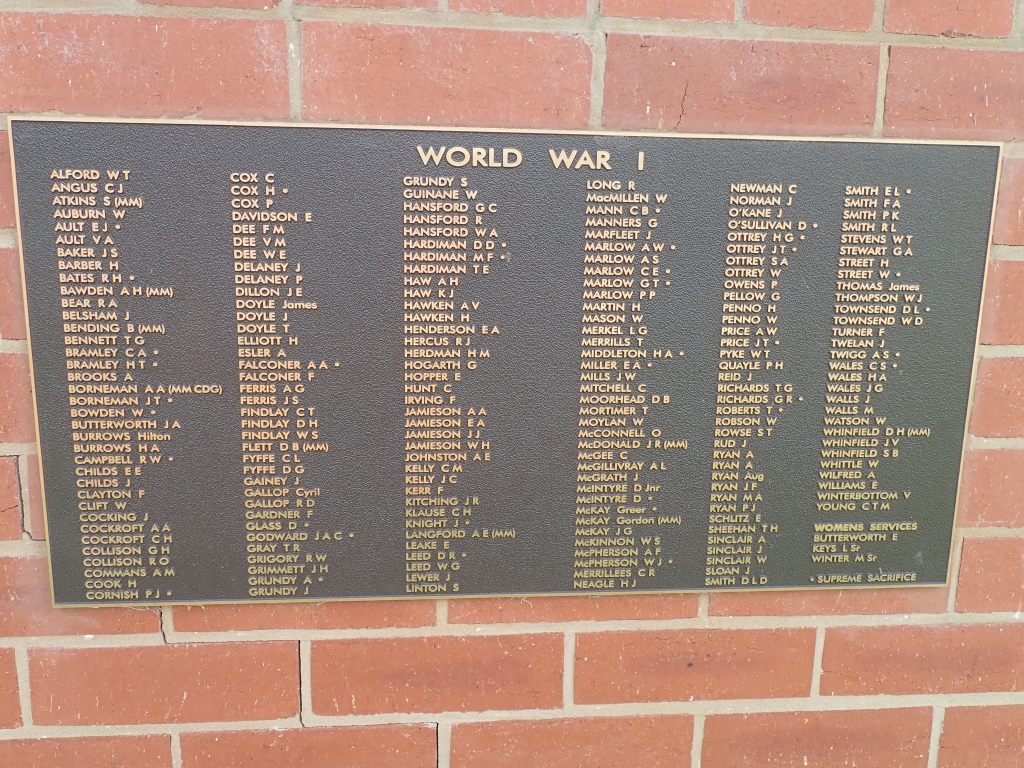 WORLD WAR I
ALFORD W T
ANGUS C J
ATKINS S (MM)
AUBURN W
AULT E J •
AULT V A
BAKER J S
BARBER H
BATES R H •
BAWDEN A H (MM)
BEAR R A
BELSHAM J
BENDING B (MM)
BENNETT T G
BRAMLEY C A •
BRAMLEY H T •
BROOKS A
BORNEMAN A A (MM CDG)
BORNEMAN J T •
BOWDEN W •
BUTTERWORTH J A
BURROWS Hilton
BURROWS H A
CAMPBELL R W •
CHILDS E E
CHILDS J
CLAYTON F
CLIFT W
COCKING J
COCKROFT A A
COCKROFT C H
COLLISON G H
COLLISON R O
COMMANS A M
COOK H
CORNISH P J •
COX C
COX H •
COX P
DAVIDSON E
DEE F M
DEE V M
DEE W E
DELANEY J
DELANEY P
DILLON J E
DOYLE James
DOYLE J
DOYLE T
ELLIOTT H
ESLER A
FALCONER A A •
FALCONER F
FERRIS A G
FERRIS J S
FINDLAY C T
FINDLAY D H
FINDLAY W S
FLETT D B (MM)
FYFFE C L
FYFFE D G
GAINEY J
GALLOP Cyril
GALLOP R D
GARDNER F
GLASS D •
GODWARD J A C •
GRAY T R
GRIGORY R W
GRIMMETT J H
GRUNDY A •
GRUNDY J
GRUNDY S
GUINANE W
HANSFORD G C
HANSFORD R
HANSFORD W A
HARDIMAN D D •
HARDIMAN M F •
HARDIMAN T E
HAW A H
HAW K J
HAWKEN A V
HAWKEN H
HENDERSON E A
HERCUS R J
HERDMAN H M
HOGARTH G
HOPPER E
HUNT C
IRVING F
JAMIESON A A
JAMIESON E A
JAMIESON J J
JAMIESON W H
JOHNSTON A E
KELLY C M
KELLY J C
KERR F
KITCHING J R
KLAUSE C H
KNIGHT J •
LANGFORD A E (MM)
LEAKE E
LEED D R •
LEED W G
LEWER J
LINTON S
LONG R
MacMILLEN W
MANN C B •
MANNERS G
MARFLEET J
MARLOW A W •
MARLOW A S
MARLOW C E •
MARLOW G T •
MARLOW P P
MARTIN H
MASON W
MERKEL L G
MERRILLS T
MIDDLETON H A •
MILLER E A •
MILLS J W
MITCHELL C
MOORHEAD D B
MORTIMER T
MOYLAN W
McCONNELL O
McDONALD J R (MM)
McGEE C
McGILLIVRAY A L
McGRATH J
McINTYRE D Jnr
McINTYRE D •
McKAY Greer •
McKAY Gordon (MM)
McKAY J G
McKINNON W S
McPHERSON A F
McPHERSON W J •
MERRILLEES C R
NEAGLE H J
NEWMAN C
NORMAN J
O'KANE J
O'SULLIVAN D •
OTTREY H G •
OTTREY J T •
OTTREY S A
OTTREY W
OWENS P
PELLOW G
PENNO H
PENNO W
PRICE A W
PRICE J T •
PYKE W T
QUAYLE P H
REID J
RICHARDS T G
RICHARDS G R •
ROBERTS T •
ROBSON W
ROWSE S T
RUD J
RYAN A
RYAN A
RYAN Aug
RYAN J F
RYAN M A
RYAN P J
SCHLITZ E
SHEEHAN T H
SINCLAIR A
SINCLAIR J
SINCLAIR W
SLOAN J
SMITH D L D
SMITH E L •
SMITH F A
SMITH P K
SMITH R L
STEVENS W T
STEWART G A
STREET H
STREET W •
THOMAS James
THOMPSON W J
TOWNSEND D L •
TOWNSEND W D
TURNER F
TWELAN J
TWIGG A S •
WALES C S •
WALES H A
WALES J G
WALLS J
WALLS M
WATSON W
WHINFIELD D H (MM)
WHINFIELD J V
WHINFIELD S B
WHITTLE W
WILFRED A
WILLIAMS E
WINTERBOTTOM V
YOUNG C T M
WOMENS SERVICES
BUTTERWORTH E
KEYS L Sr
WINTER M Sr
• SUPREME SACRIFICE